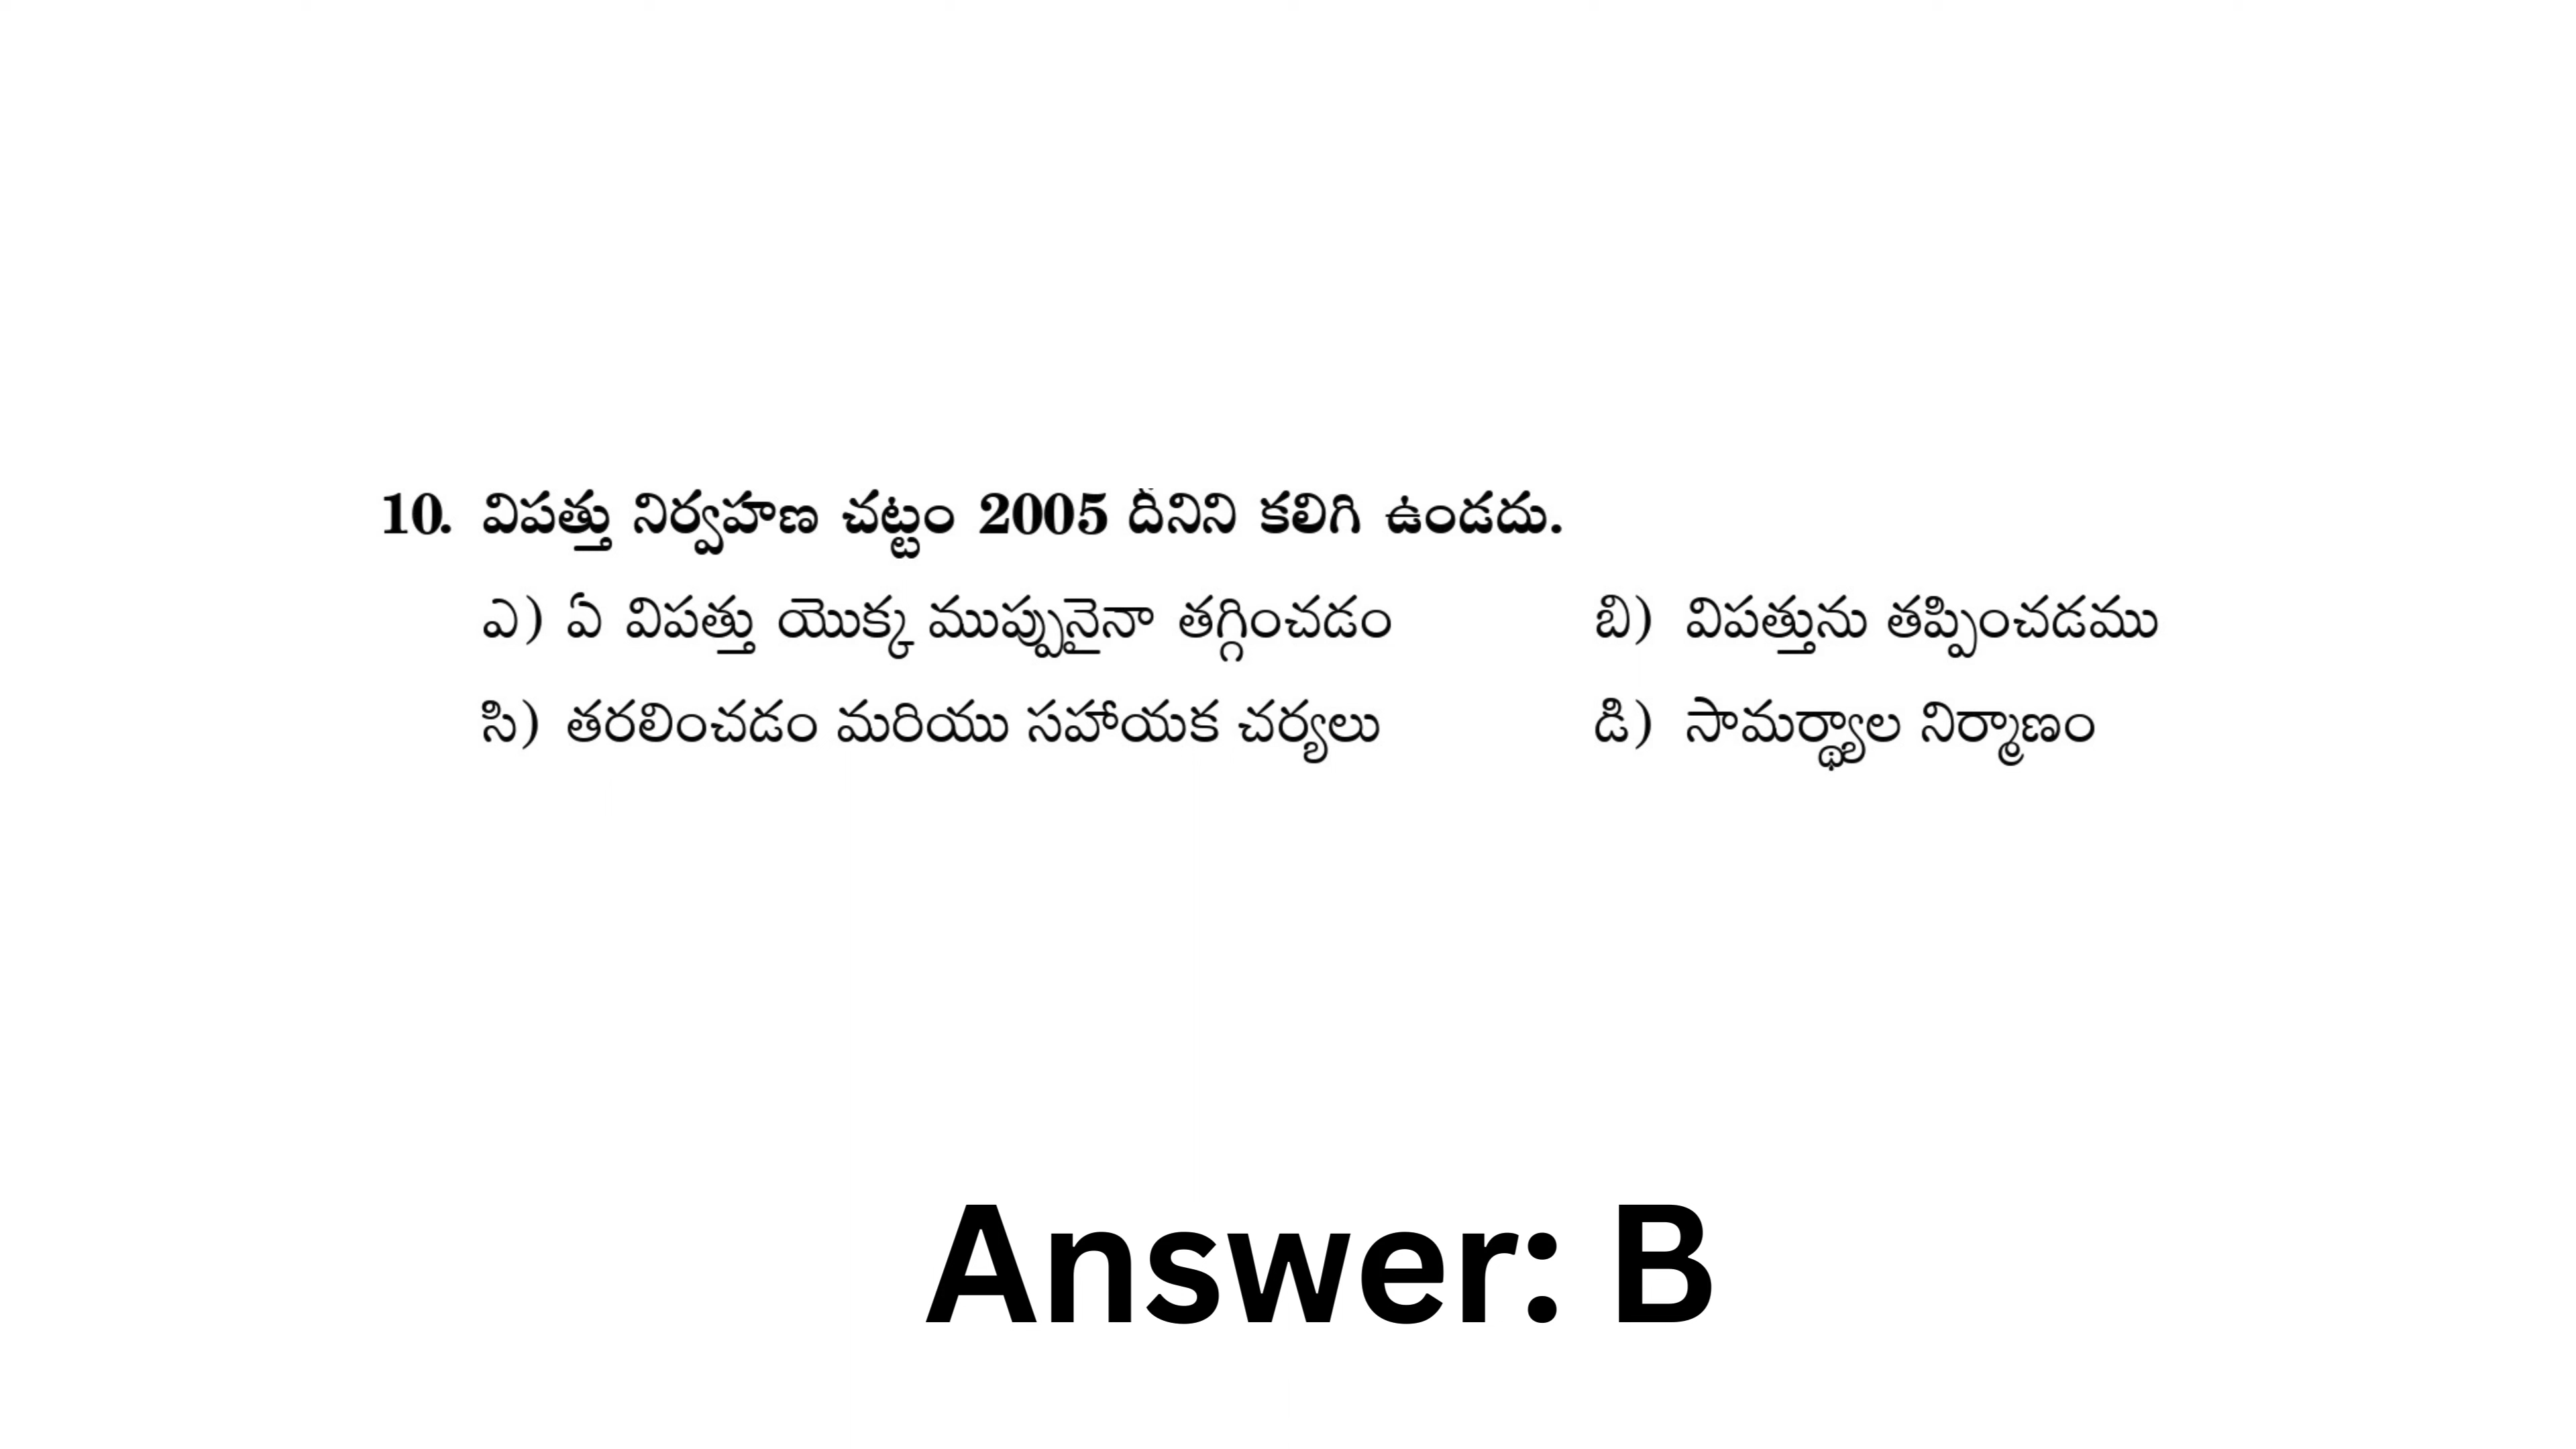 10. విపత్తు నిర్వహణ చట్టం 2005 దీనిని కలిగి ఉండదు.
ఎ) ఏ విపత్తు యొక్క ముప్పునైనా తగ్గించడం బి) విపత్తును తప్పించడము
సి) తరలించడం మరియు సహాయక చర్యలు డి) సామర్థ్యాల నిర్మాణం
Answer: B